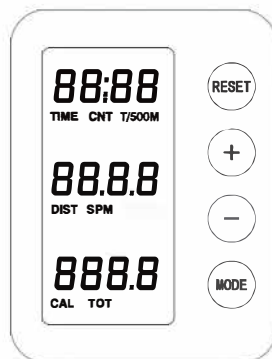 88:88
RESET
TIME CNT T/500M
+
88.8.8
DIST SPM
−
888.8
MODE
CAL TOT